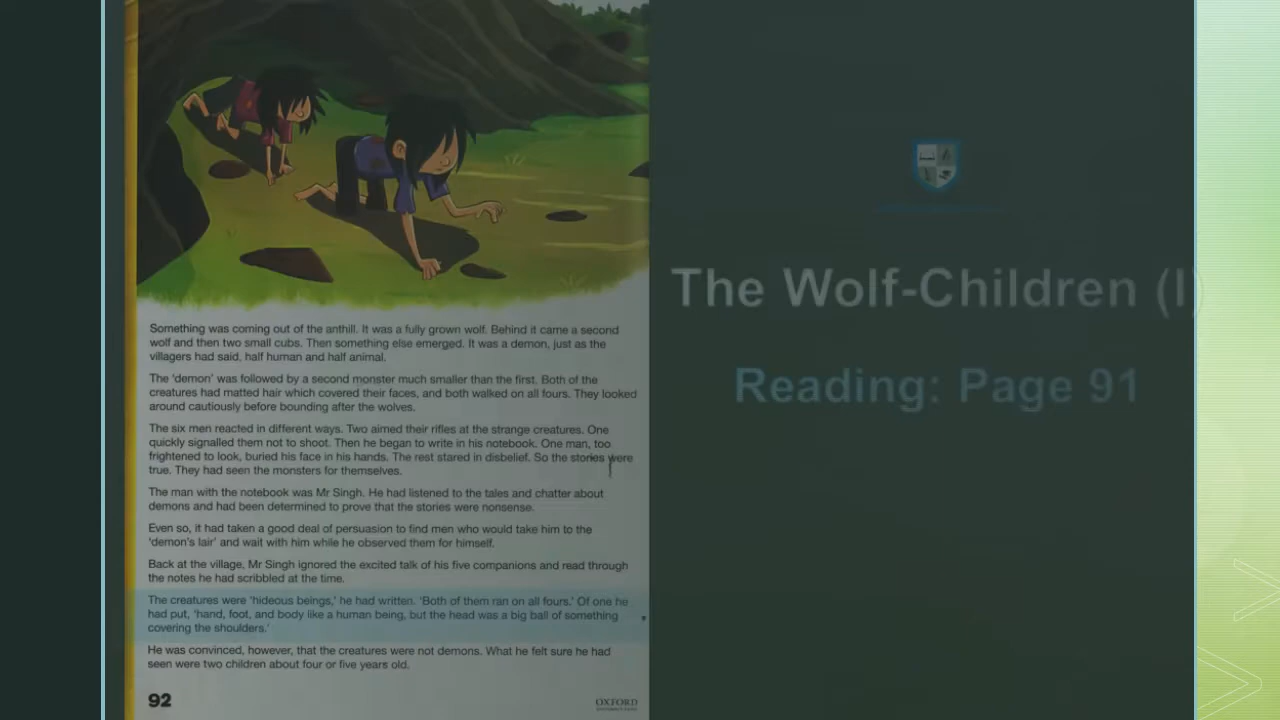 Something was coming out of the anthill. It was a fully grown wolf. Behind it came a second
wolf and then two small cubs. Then something else emerged. It was a demon, just as the
villagers had said, half human and half animal.
The ‘demon’ was followed by a second monster much smaller than the first. Both of the
creatures had matted hair which covered their faces, and both walked on all fours. They looked
around cautiously before bounding after the wolves.
The six men reacted in different ways. Two aimed their rifles at the strange creatures. One
quickly signalled them not to shoot. Then he began to write in his notebook. One man, too
frightened to look, buried his face in his hands. The rest stared in disbelief. So the stories were
true. They had seen the monsters for themselves.
The man with the notebook was Mr Singh. He had listened to the tales and chatter about
demons and had been determined to prove that the stories were nonsense.
Even so, it had taken a good deal of persuasion to find men who would take him to the
‘demon's lair’ and wait with him while he observed them for himself.
Back at the village, Mr Singh ignored the excited talk of his five companions and read through
the notes he had scribbled at the time.
The creatures were ‘hideous beings,’ he had written. ‘Both of them ran on all fours.’ Of one he
had put, ‘hand, foot, and body like a human being, but the head was a big ball of something
covering the shoulders.’
He was convinced, however, that the creatures were not demons. What he felt sure he had
seen were two children about four or five years old.
92
OXFORD
The Wolf-Children (I)
Reading: Page 91